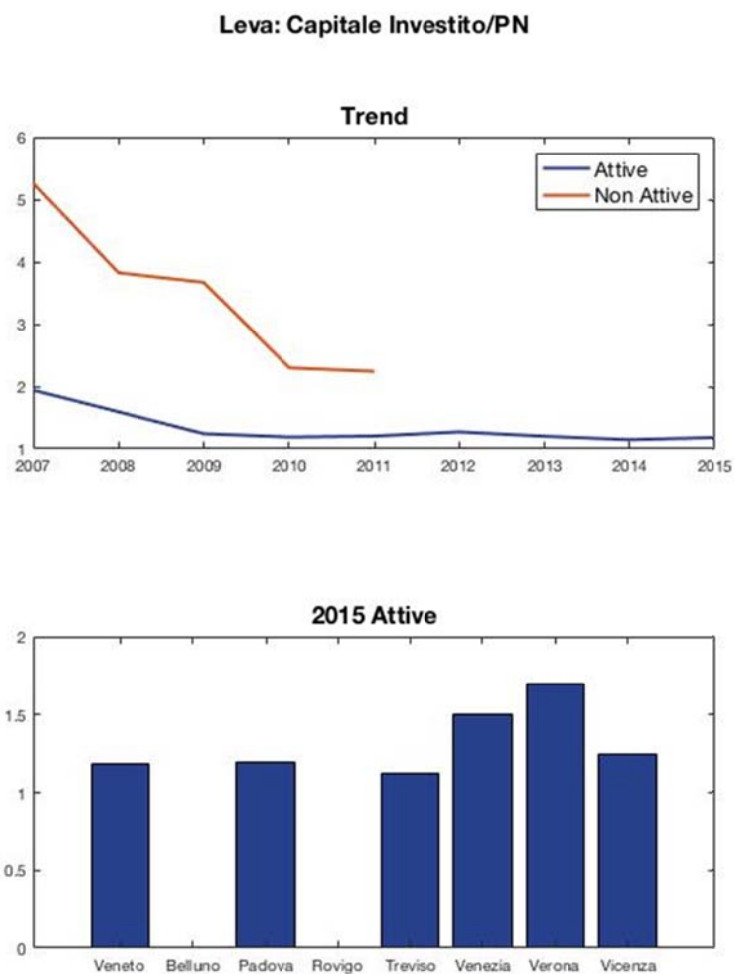 Leva: Capitale Investito/PN
Trend
6
5
4
3
2
1
Attive
Non Attive
2007 2008 2009 2010 2011 2012 2013 2014 2015
2015 Attive
2
1.5
1
0.5
0
Veneto Belluno Padova Rovigo Treviso Venezia Verona Vicenza